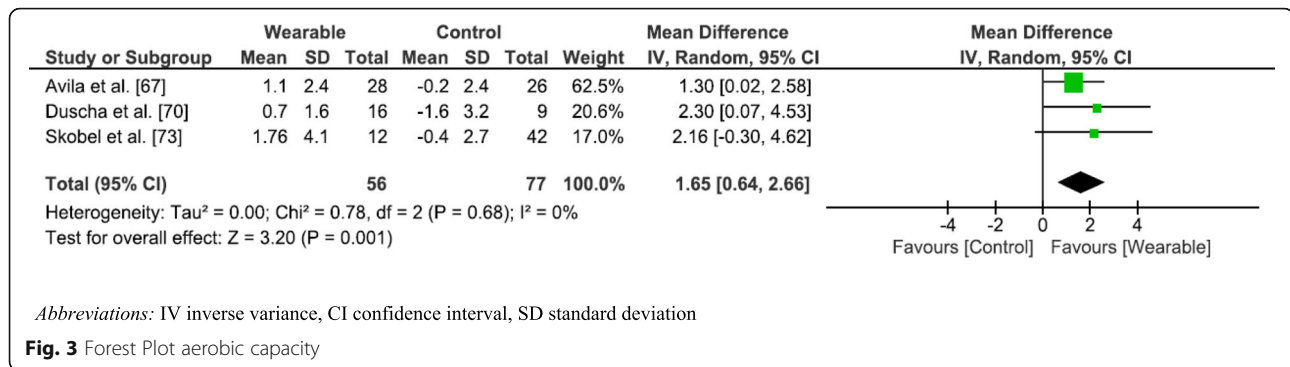 Wearable Control Mean Difference Mean Difference
Study or Subgroup Mean SD Total Mean SD Total Weight IV, Random, 95% CI IV, Random, 95% CI
Avila et al. [67] 1.1 2.4 28 -0.2 2.4 26 62.5% 1.30 [0.02, 2.58]
Duscha et al. [70] 0.7 1.6 16 -1.6 3.2 9 20.6% 2.30 [0.07, 4.53]
Skobel et al. [73] 1.76 4.1 12 -0.4 2.7 42 17.0% 2.16 [-0.30, 4.62]
Total (95% CI) 56 77 100.0% 1.65 [0.64, 2.66]
Heterogeneity: Tau² = 0.00; Chi² = 0.78, df = 2 (P = 0.68); I² = 0%
Test for overall effect: Z = 3.20 (P = 0.001)
-4 -2 0 2 4
Favours [Control] Favours [Wearable]
Abbreviations: IV inverse variance, CI confidence interval, SD standard deviation
Fig. 3 Forest Plot aerobic capacity